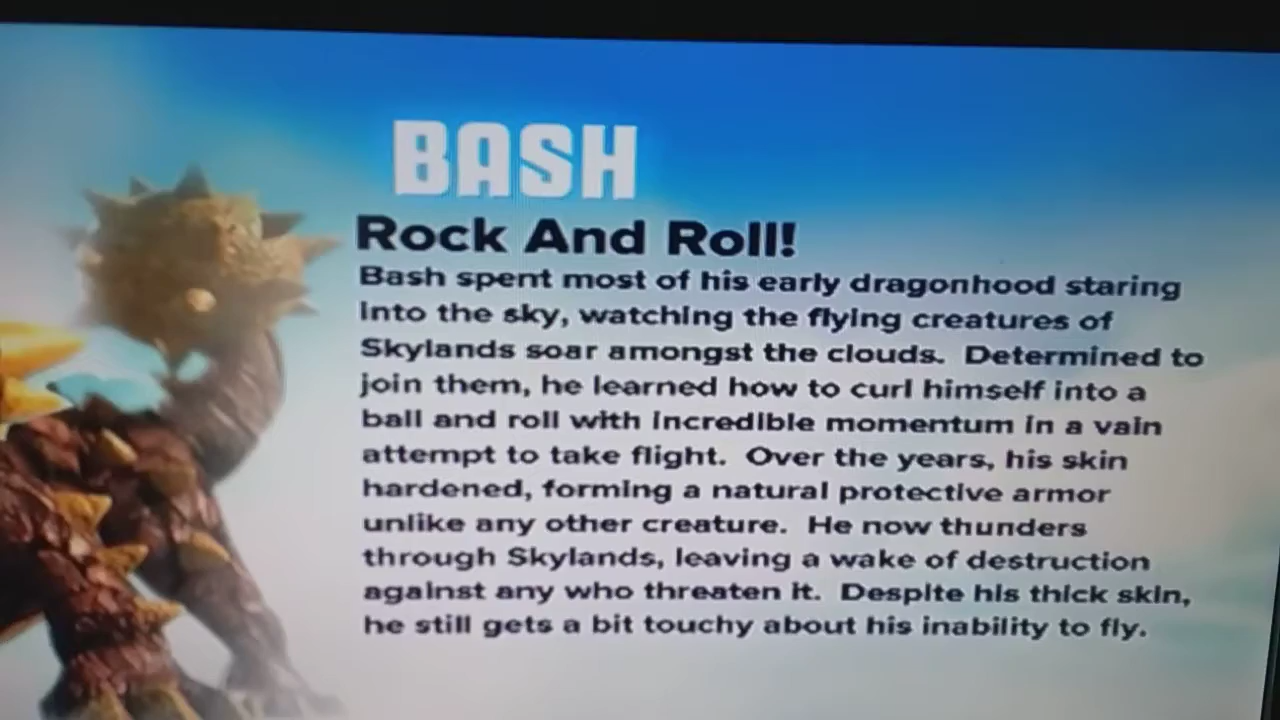 BASH
Rock And Roll!
Bash spent most of his early dragonhood staring
into the sky, watching the flying creatures of
Skylands soar amongst the clouds.  Determined to
join them, he learned how to curl himself into a
ball and roll with incredible momentum in a vain
attempt to take flight.  Over the years, his skin
hardened, forming a natural protective armor
unlike any other creature.  He now thunders
through Skylands, leaving a wake of destruction
against any who threaten it.  Despite his thick skin,
he still gets a bit touchy about his inability to fly.